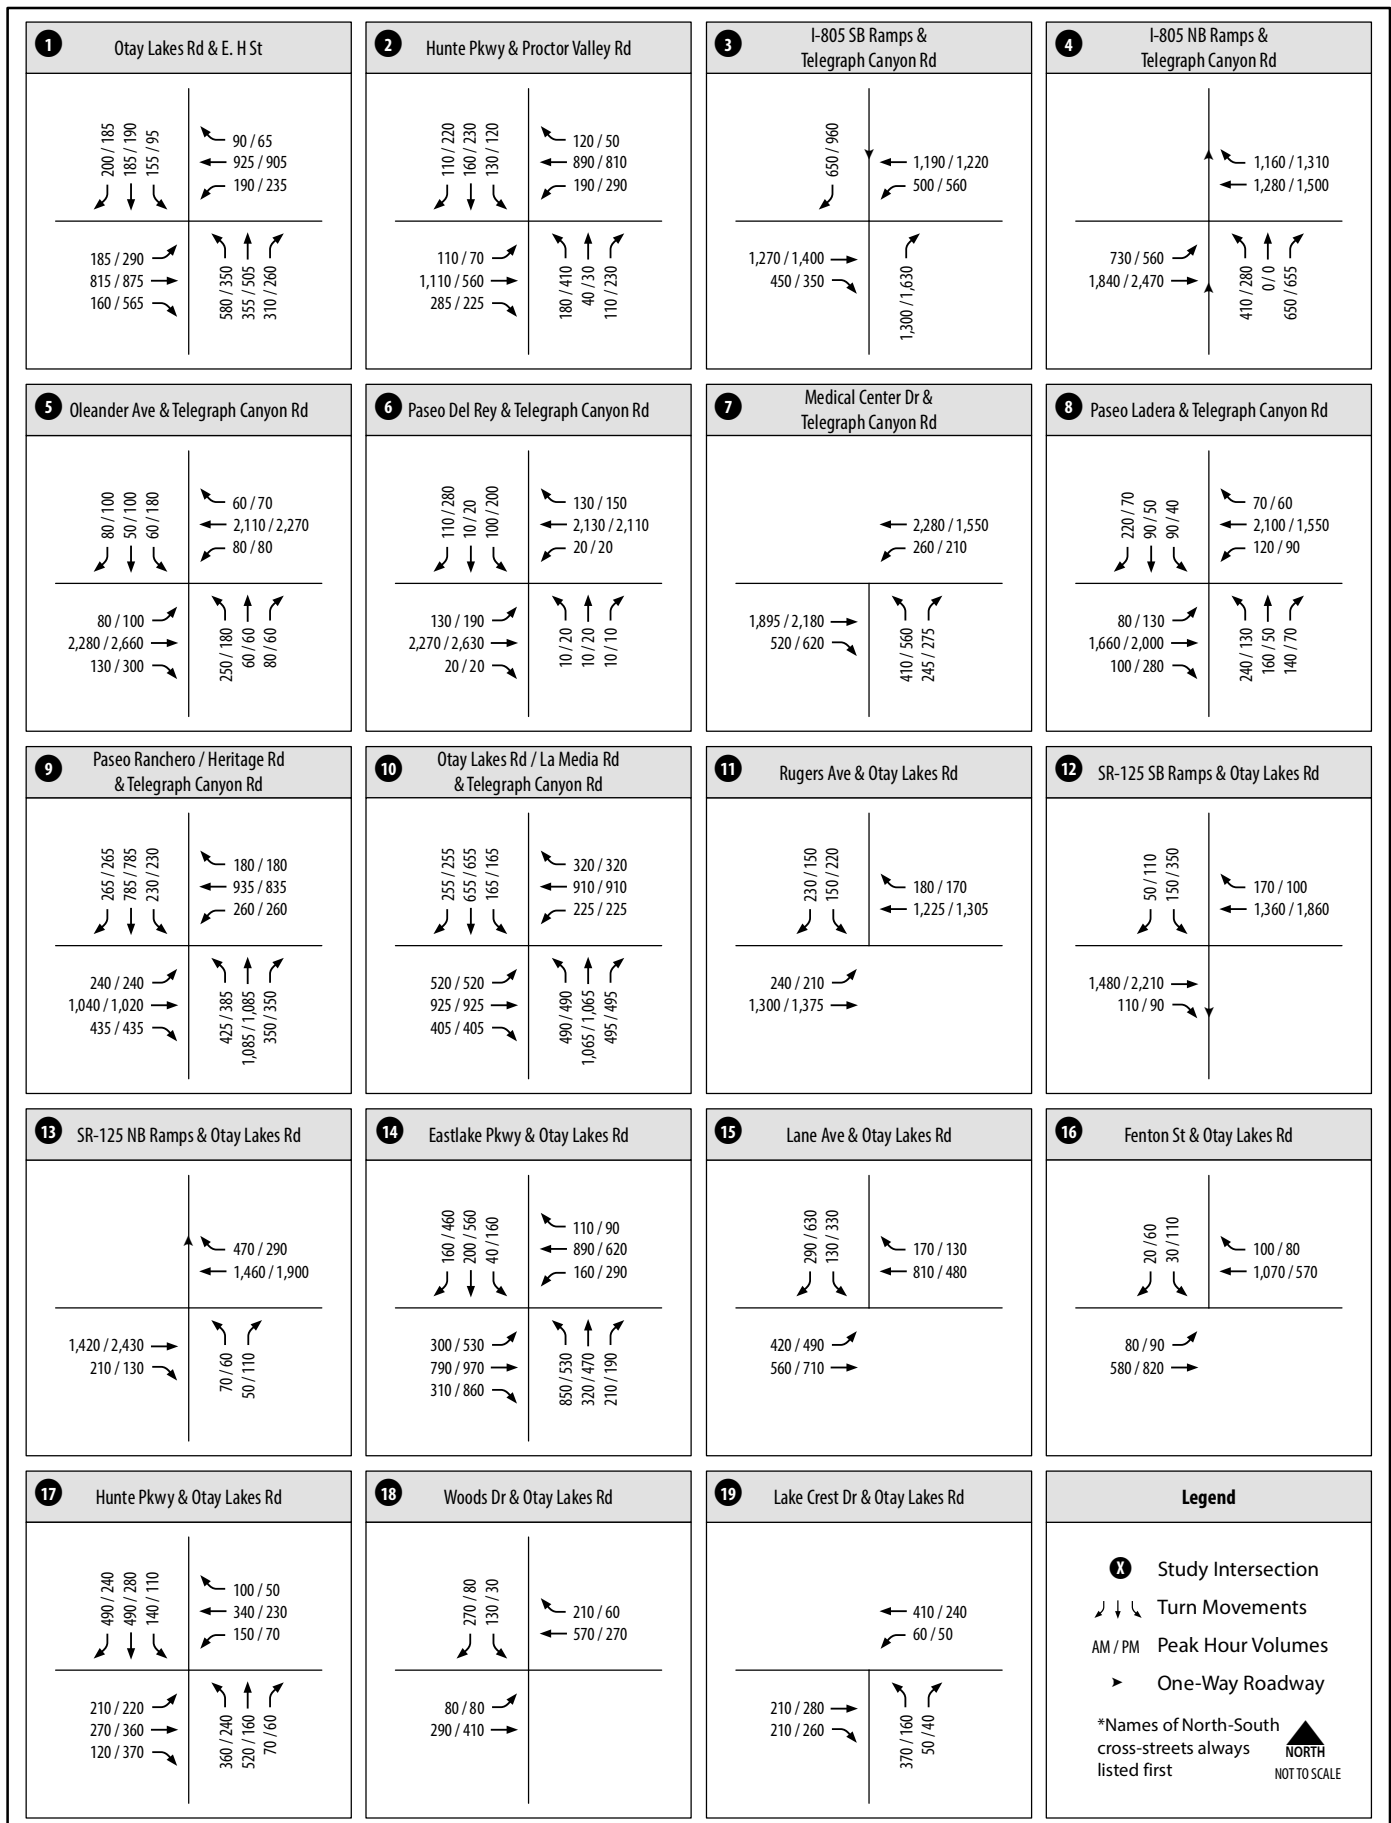 1
Otay Lakes Rd & E. H St
200 / 185
185 / 190
155 / 95
90 / 65
925 / 905
190 / 235
185 / 290
815 / 875
160 / 565
580 / 350
355 / 505
310 / 260
2
Hunte Pkwy & Proctor Valley Rd
110 / 220
160 / 230
130 / 120
120 / 50
890 / 810
190 / 290
110 / 70
1,110 / 560
285 / 225
180 / 410
40 / 30
110 / 230
3
I-805 SB Ramps &
Telegraph Canyon Rd
650 / 960
1,190 / 1,220
500 / 560
1,270 / 1,400
450 / 350
1,300 / 1,630
4
I-805 NB Ramps &
Telegraph Canyon Rd
1,160 / 1,310
1,280 / 1,500
730 / 560
1,840 / 2,470
410 / 280
0 / 0
650 / 655
5
Oleander Ave & Telegraph Canyon Rd
80 / 100
50 / 100
60 / 180
60 / 70
2,110 / 2,270
80 / 80
80 / 100
2,280 / 2,660
130 / 300
250 / 180
60 / 60
80 / 60
6
Paseo Del Rey & Telegraph Canyon Rd
110 / 280
10 / 20
100 / 200
130 / 150
2,130 / 2,110
20 / 20
130 / 190
2,270 / 2,630
20 / 20
10 / 20
10 / 20
10 / 10
7
Medical Center Dr &
Telegraph Canyon Rd
2,280 / 1,550
260 / 210
1,895 / 2,180
520 / 620
410 / 560
245 / 275
8
Paseo Ladera & Telegraph Canyon Rd
220 / 70
90 / 50
90 / 40
70 / 60
2,100 / 1,550
120 / 90
80 / 130
1,660 / 2,000
100 / 280
240 / 130
160 / 50
140 / 70
9
Paseo Ranchero / Heritage Rd
& Telegraph Canyon Rd
265 / 265
785 / 785
230 / 230
180 / 180
935 / 835
260 / 260
240 / 240
1,040 / 1,020
435 / 435
425 / 385
1,085 / 1,085
350 / 350
10
Otay Lakes Rd / La Media Rd
& Telegraph Canyon Rd
255 / 255
655 / 655
165 / 165
320 / 320
910 / 910
225 / 225
520 / 520
925 / 925
405 / 405
490 / 490
1,065 / 1,065
495 / 495
11
Rugers Ave & Otay Lakes Rd
230 / 150
150 / 220
180 / 170
1,225 / 1,305
240 / 210
1,300 / 1,375
12
SR-125 SB Ramps & Otay Lakes Rd
50 / 110
150 / 350
170 / 100
1,360 / 1,860
1,480 / 2,210
110 / 90
13
SR-125 NB Ramps & Otay Lakes Rd
470 / 290
1,460 / 1,900
1,420 / 2,430
210 / 130
70 / 60
50 / 110
14
Eastlake Pkwy & Otay Lakes Rd
160 / 460
200 / 560
40 / 160
110 / 90
890 / 620
160 / 290
300 / 530
790 / 970
310 / 860
850 / 530
320 / 470
210 / 190
15
Lane Ave & Otay Lakes Rd
290 / 630
130 / 330
170 / 130
810 / 480
420 / 490
560 / 710
16
Fenton St & Otay Lakes Rd
20 / 60
30 / 110
100 / 80
1,070 / 570
80 / 90
580 / 820
17
Hunte Pkwy & Otay Lakes Rd
490 / 240
490 / 280
140 / 110
100 / 50
340 / 230
150 / 70
210 / 220
270 / 360
120 / 370
360 / 240
520 / 160
70 / 60
18
Woods Dr & Otay Lakes Rd
270 / 80
130 / 30
210 / 60
570 / 270
80 / 80
290 / 410
19
Lake Crest Dr & Otay Lakes Rd
410 / 240
60 / 50
210 / 280
210 / 260
370 / 160
50 / 40
Legend
X Study Intersection
Turn Movements
AM / PM Peak Hour Volumes
One-Way Roadway
*Names of North-South
cross-streets always
listed first
NORTH
NOT TO SCALE